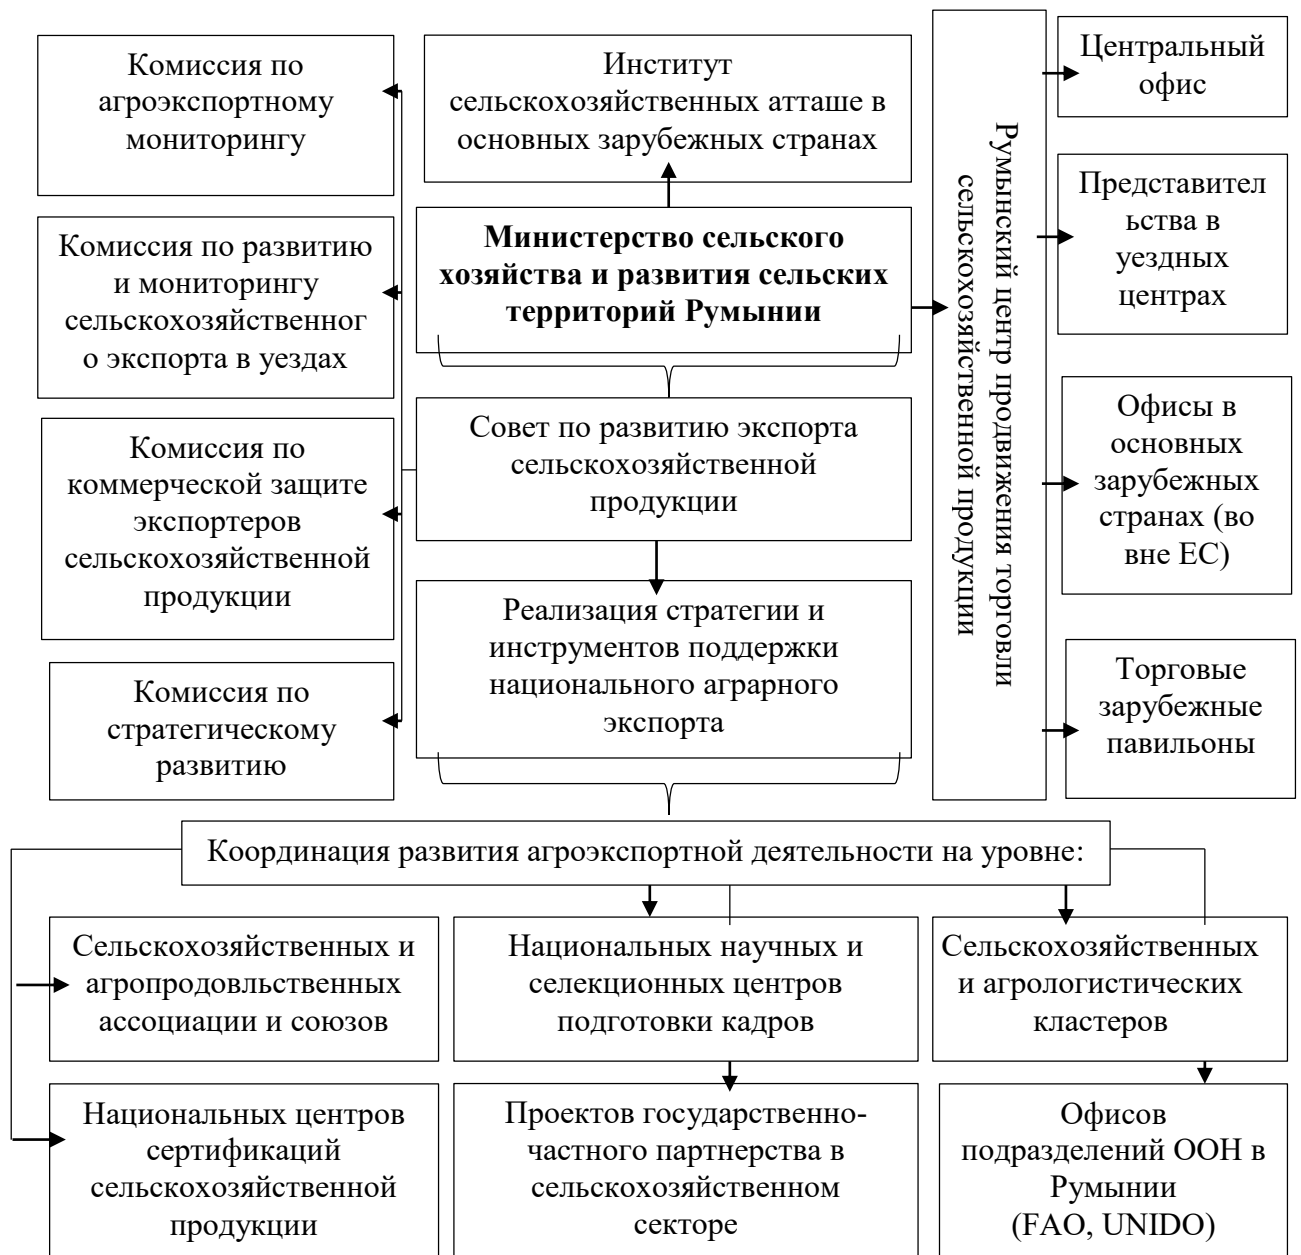 Комиссия по
агроэкспортному
мониторингу
Комиссия по развитию
и мониторингу
сельскохозяйственног
о экспорта в уездах
Комиссия по
коммерческой защите
экспортеров
сельскохозяйственной
продукции
Комиссия по
стратегическому
развитию
Институт
сельскохозяйственных атташе в
основных зарубежных странах
Министерство сельского
хозяйства и развития сельских
территорий Румынии
Совет по развитию экспорта
сельскохозяйственной
продукции
Реализация стратегии и
инструментов поддержки
национального аграрного
экспорта
Румынский центр продвижения торговли
сельскохозяйственной продукции
Центральный
офис
Представител
ьства в
уездных
центрах
Офисы в
основных
зарубежных
странах (во
вне ЕС)
Торговые
зарубежные
павильоны
Координация развития агроэкспортной деятельности на уровне:
Сельскохозяйственных и
агропродовльственных
ассоциации и союзов
Национальных научных и
селекционных центров
подготовки кадров
Сельскохозяйственных
и агрологистических
кластеров
Национальных центров
сертификаций
сельскохозяйственной
продукции
Проектов государственно-
частного партнерства в
сельскохозяйственном
секторе
Офисов
подразделений ООН в
Румынии
(FAO, UNIDO)